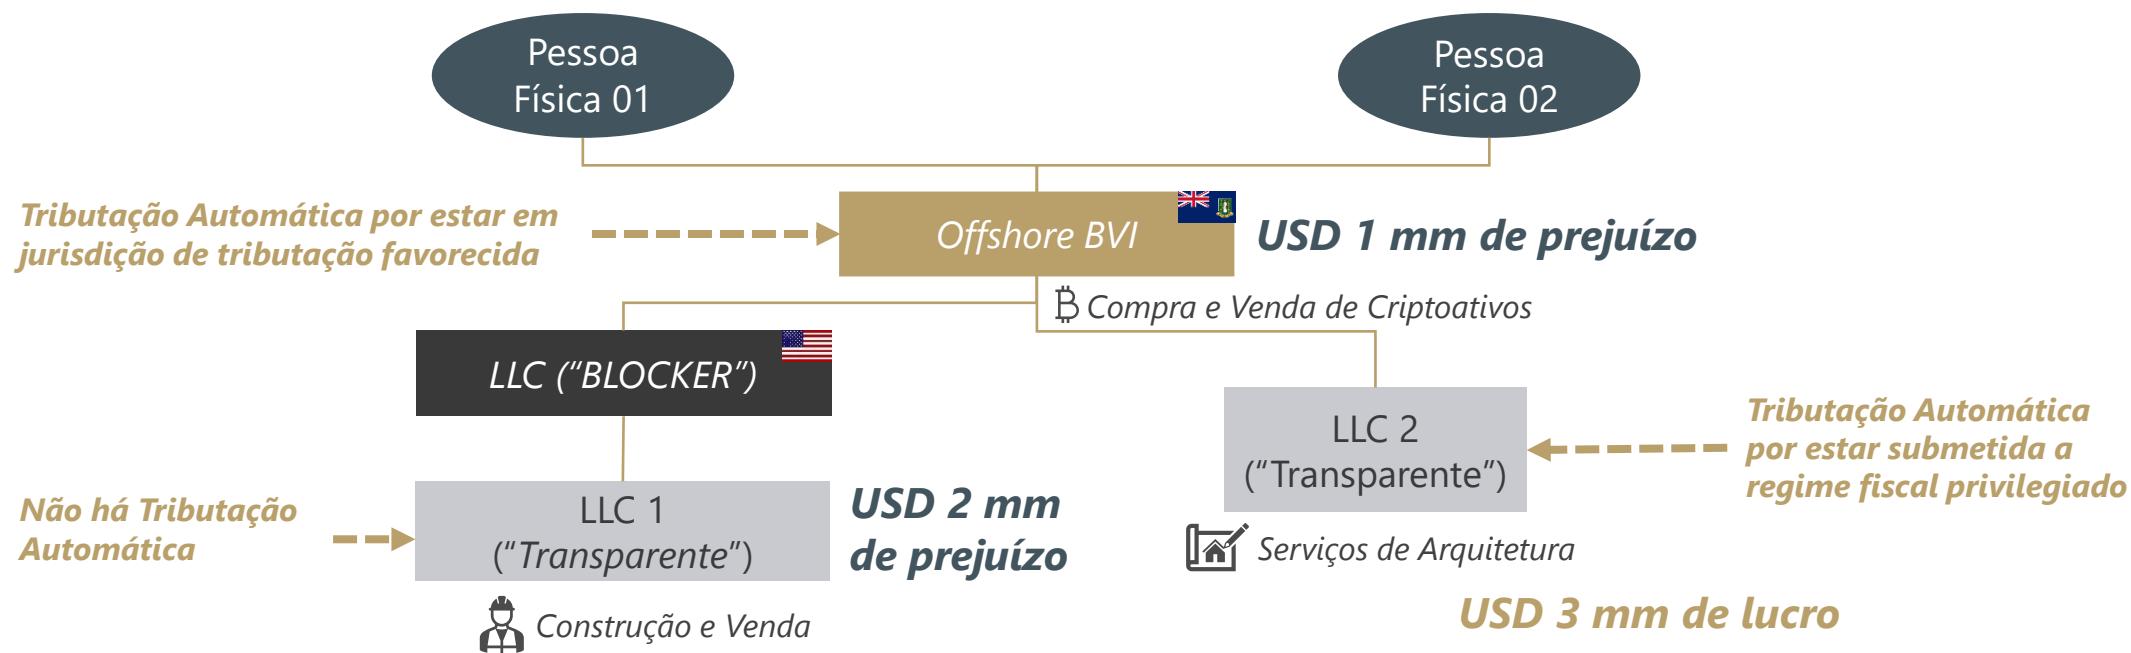 Pessoa
Física 01
Pessoa
Física 02
Tributação Automática por estar em
jurisdição de tributação favorecida
Offshore BVI
USD 1 mm de prejuízo
Compra e Venda de Criptoativos
LLC (“BLOCKER”)
LLC 2
(“Transparente”)
Tributação Automática
por estar submetida a
regime fiscal privilegiado
Não há Tributação
Automática
LLC 1
(“Transparente”)
USD 2 mm
de prejuízo
Serviços de Arquitetura
Construção e Venda
USD 3 mm de lucro